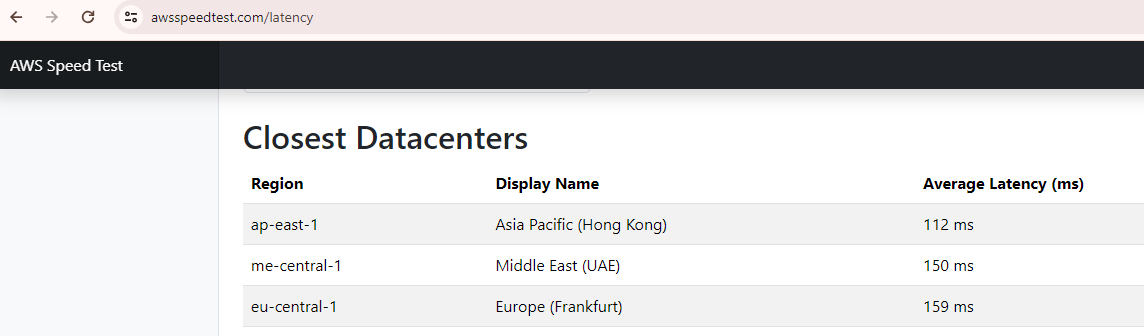 awsspeedtest.com/latency
AWS Speed Test
Closest Datacenters
Region Display Name Average Latency (ms)
ap-east-1 Asia Pacific (Hong Kong) 112 ms
me-central-1 Middle East (UAE) 150 ms
eu-central-1 Europe (Frankfurt) 159 ms